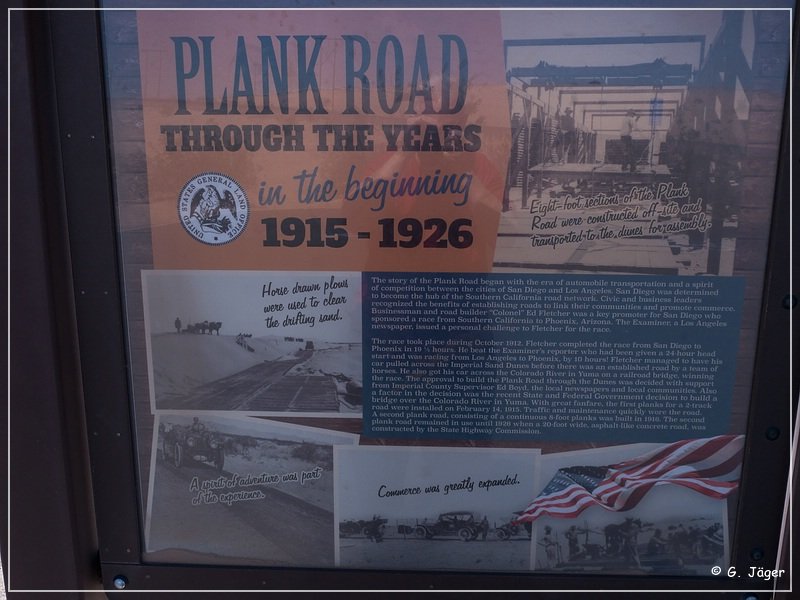 PLANK ROAD
THROUGH THE YEARS
in the beginning
1915 - 1926
UNITED STATES GENERAL LAND OFFICE
Eight-foot sections of the Plank
Road were constructed off-site and
transported to the dunes for assembly.
Horse drawn plows
were used to clear
the drifting sand.
The story of the Plank Road began with the era of automobile transportation and a spirit
of competition between the cities of San Diego and Los Angeles. San Diego was determined
to become the hub of the Southern California road network. Civic and business leaders
recognized the benefits of establishing roads to link their communities and promote commerce.
Businessman and road builder "Colonel" Ed Fletcher was a key promoter for San Diego who
sponsored a race from Southern California to Phoenix, Arizona. The Examiner, a Los Angeles
newspaper, issued a personal challenge to Fletcher for the race.
The race took place during October 1912. Fletcher completed the race from San Diego to
Phoenix in 19 ½ hours. He beat the Examiner's reporter who had been given a 24-hour head
start and was racing from Los Angeles to Phoenix, by 10 hours! Fletcher managed to have his
car pulled across the Imperial Sand Dunes before there was an established road by a team of
horses. He also got his car across the Colorado River in Yuma on a railroad bridge, winning
the race. The approval to build the Plank Road through the Dunes was decided with support
from Imperial County Supervisor Ed Boyd, the local newspapers and local communities. Also
a factor in the decision was the recent State and Federal Government decision to build a
bridge over the Colorado River in Yuma. With great fanfare, the first planks for a 2-track
road were installed on February 14, 1915. Traffic and maintenance quickly wore the road.
A second plank road, consisting of a continuous 8-foot planks was built in 1916. The second
plank road remained in use until 1926 when a 20-foot wide, asphalt-like concrete road, was
constructed by the State Highway Commission.
A spirit of adventure was part
of the experience.
Commerce was greatly expanded.
© G. Jäger